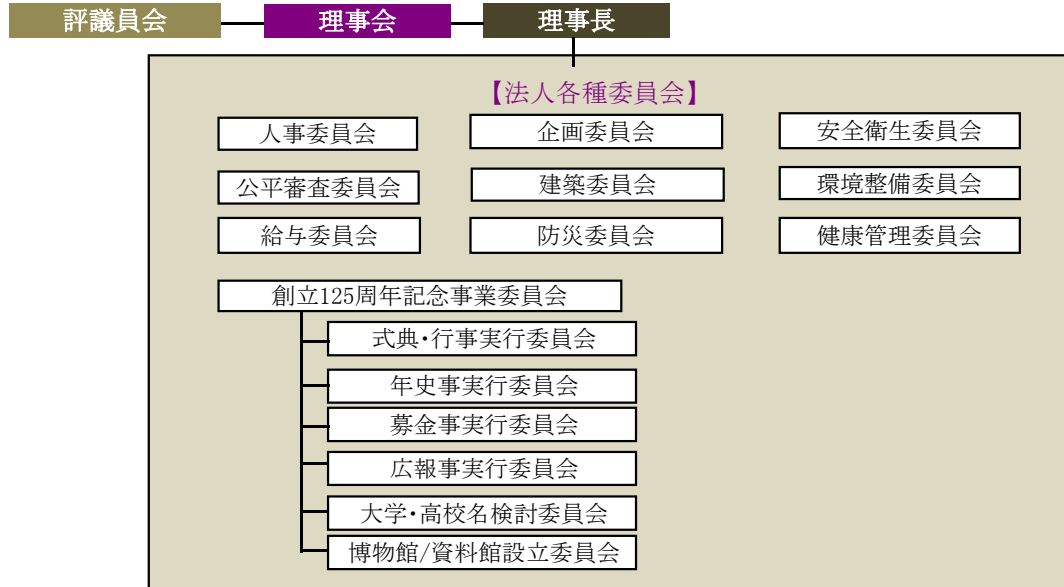 評議員会
理事会
理事長
【法人各種委員会】
人事委員会
企画委員会
安全衛生委員会
公平審査委員会
建築委員会
環境整備委員会
給与委員会
防災委員会
健康管理委員会
創立125周年記念事業委員会
式典・行事実行委員会
年史事実行委員会
募金事実行委員会
広報事実行委員会
大学・高校名検討委員会
博物館/資料館設立委員会